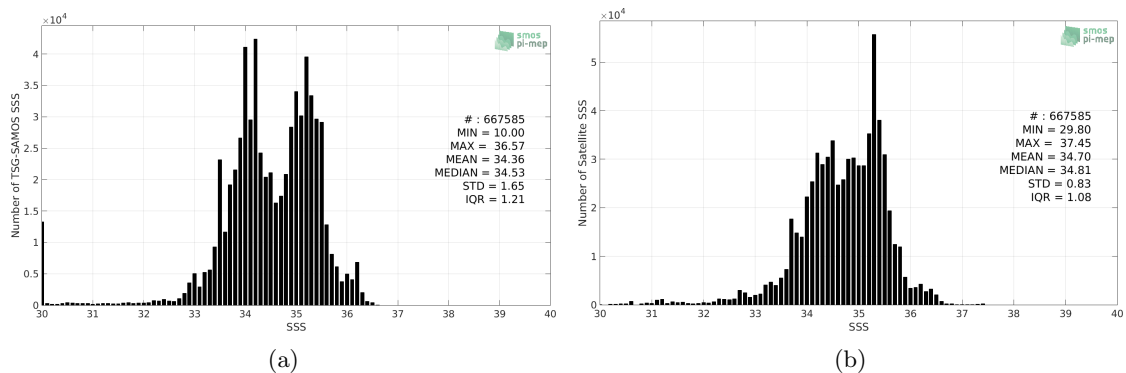 ×10⁴
4
3.5
3
2.5
2
1.5
1
0.5
0
Number of TSG-SAMOS SSS
30 31 32 33 34 35 36 37 38 39 40
SSS
smos
pi-mep
# : 667585
MIN = 10.00
MAX = 36.57
MEAN = 34.36
MEDIAN = 34.53
STD = 1.65
IQR = 1.21
(a)
×10⁴
5
4
3
2
1
0
Number of Satellite SSS
30 31 32 33 34 35 36 37 38 39 40
SSS
smos
pi-mep
# : 667585
MIN = 29.80
MAX = 37.45
MEAN = 34.70
MEDIAN = 34.81
STD = 0.83
IQR = 1.08
(b)